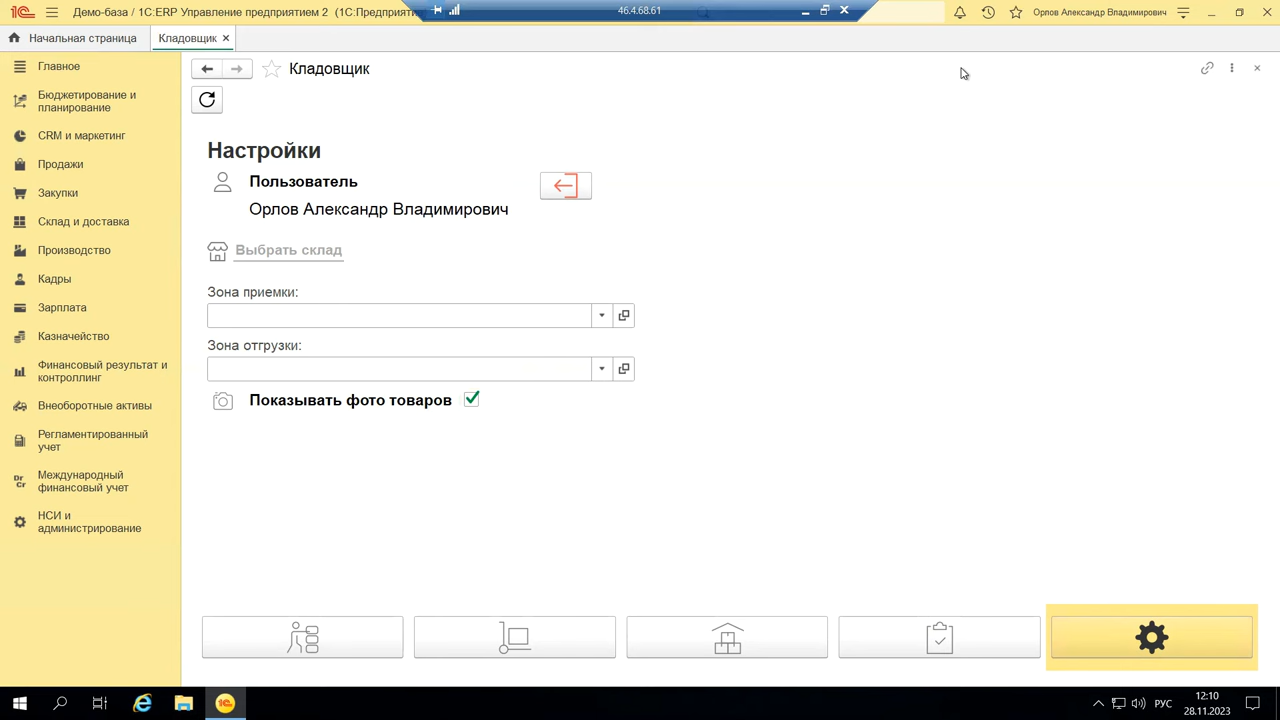 Демо-база / 1С:ERP Управление предприятием 2 (1С:Предприятие
46.4.68.61
Орлов Александр Владимирович
Начальная страница
Кладовщик ×
Главное
Бюджетирование и
планирование
CRM и маркетинг
Продажи
Закупки
Склад и доставка
Производство
Кадры
Зарплата
Казначейство
Финансовый результат и
контроллинг
Внеоборотные активы
Регламентированный
учет
Dr
Cr
Международный
финансовый учет
НСИ и
администрирование
Кладовщик
Настройки
Пользователь
Орлов Александр Владимирович
Выбрать склад
Зона приемки:
Зона отгрузки:
Показывать фото товаров
РУС
12:10
28.11.2023